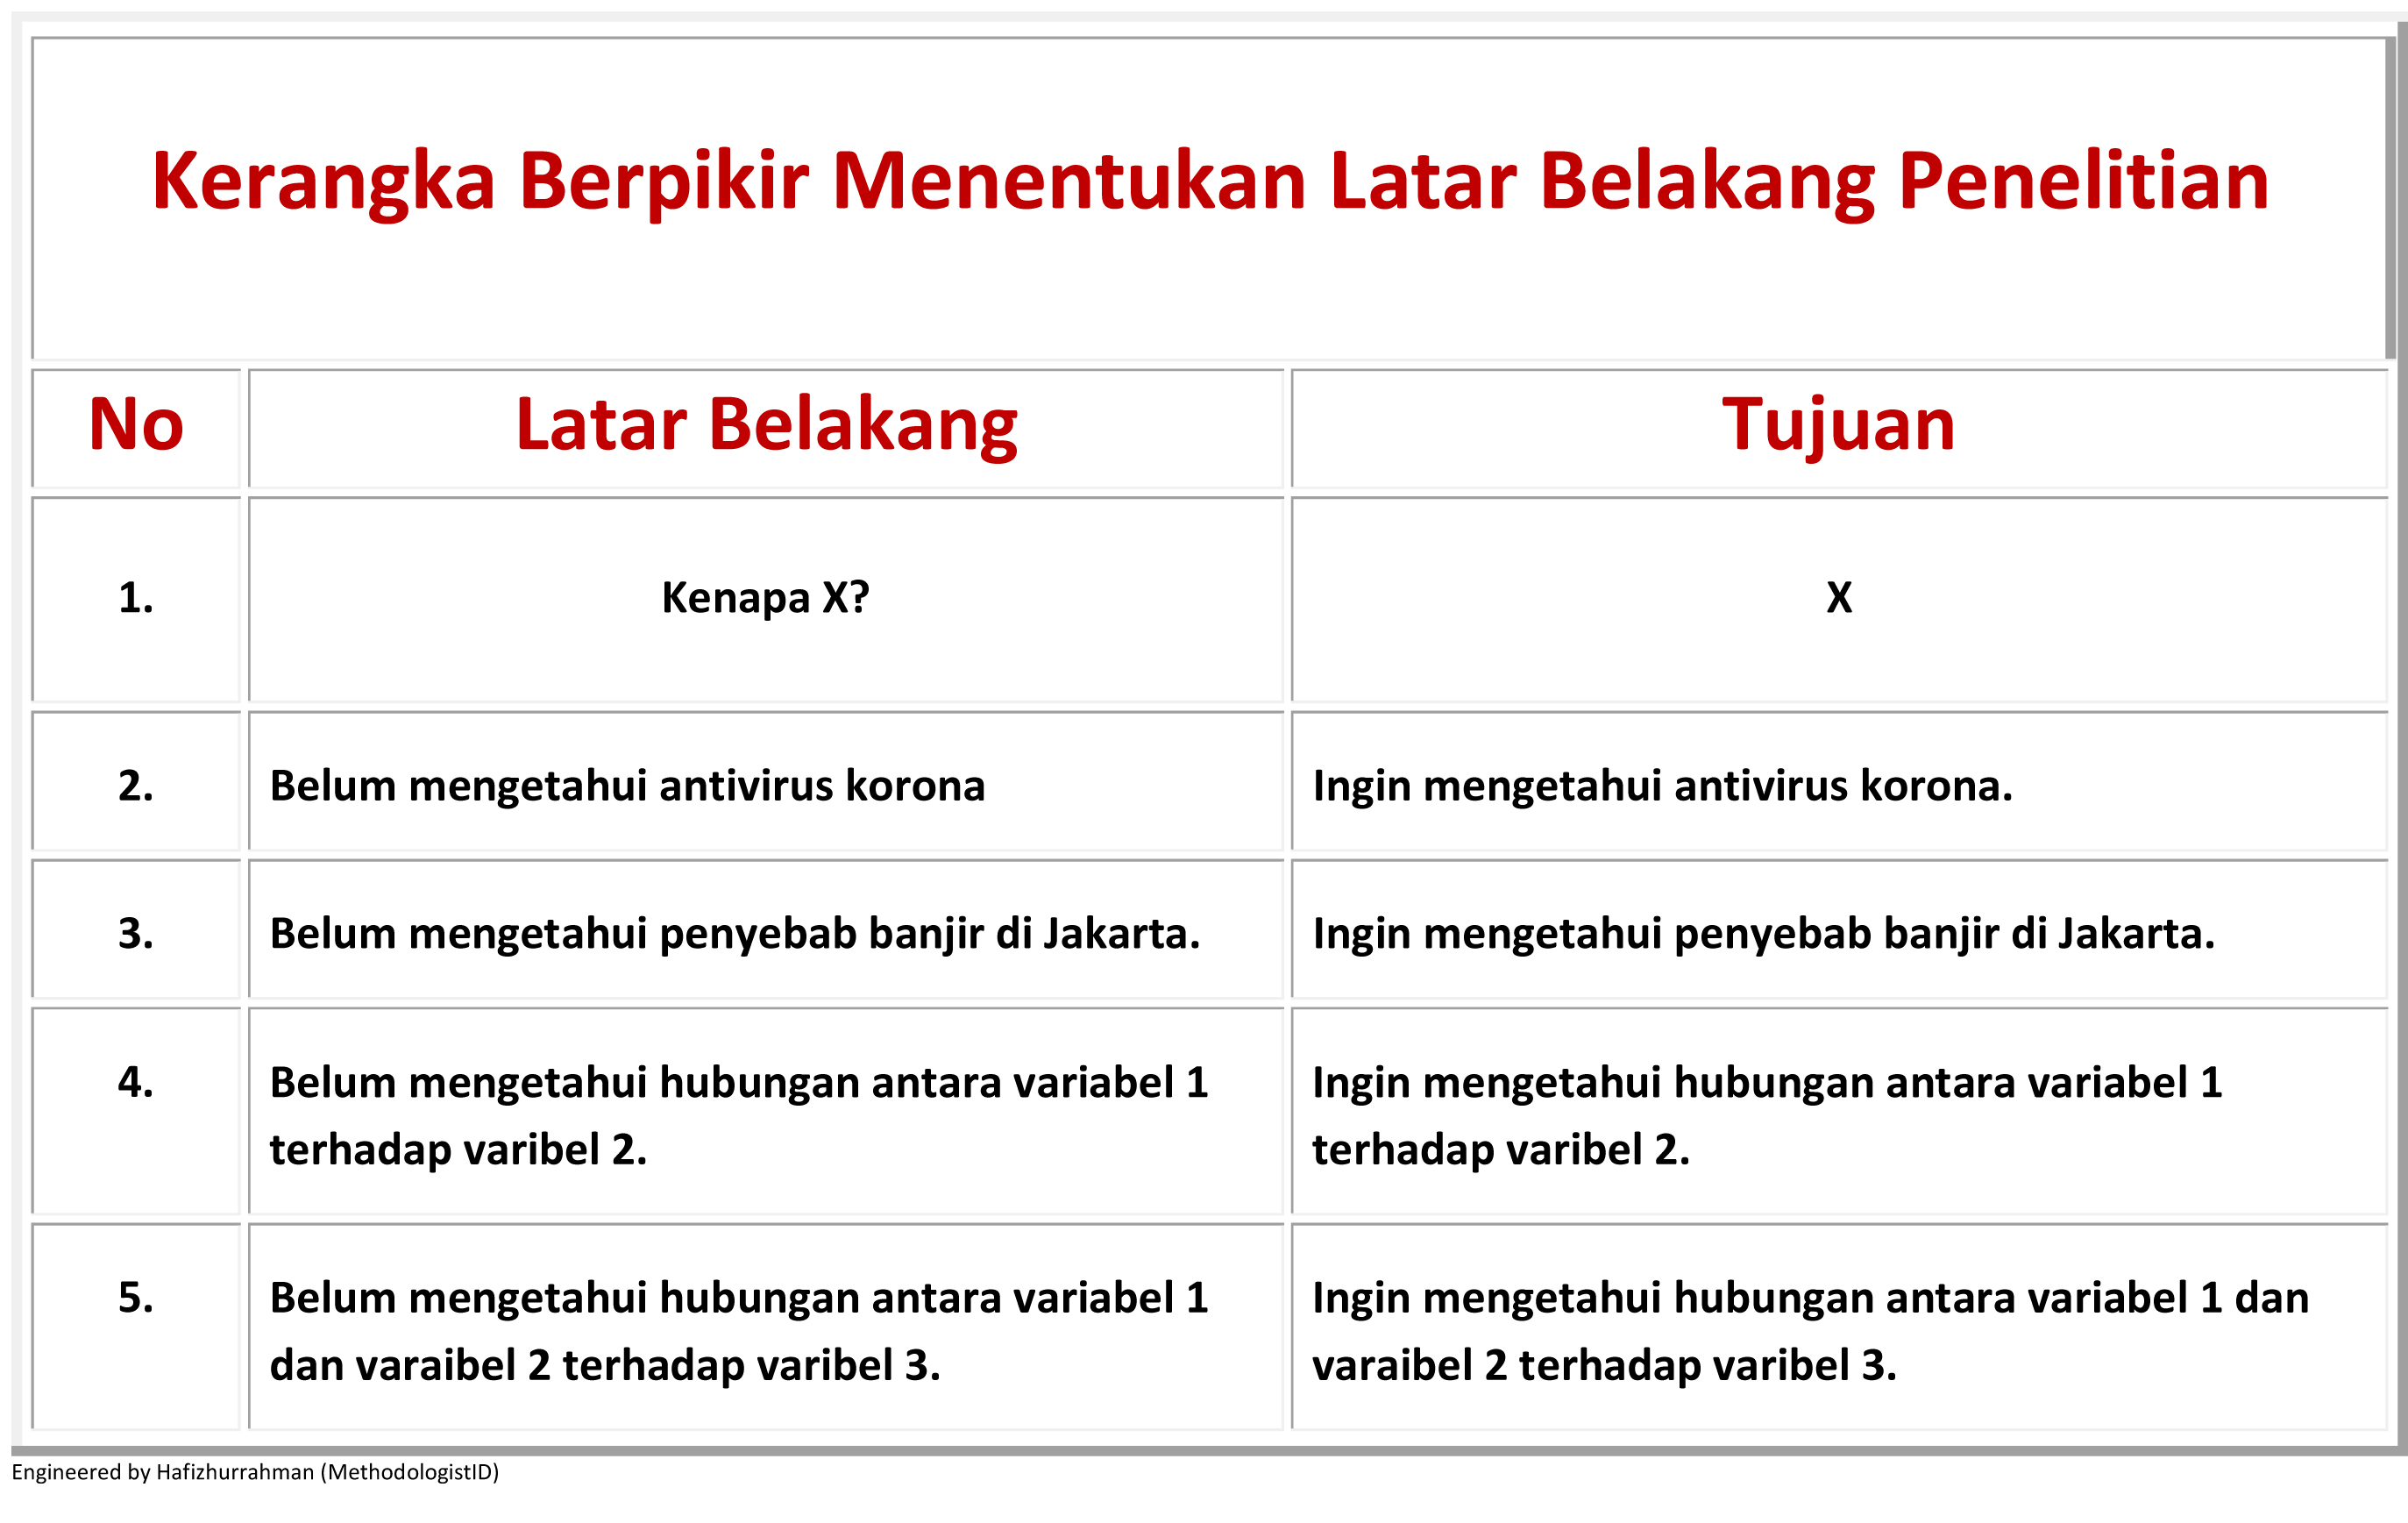 Kerangka Berpikir Menentukan Latar Belakang Penelitian
No Latar Belakang Tujuan
1. Kenapa X? X
2. Belum mengetahui antivirus korona Ingin mengetahui antivirus korona.
3. Belum mengetahui penyebab banjir di Jakarta. Ingin mengetahui penyebab banjir di Jakarta.
4. Belum mengetahui hubungan antara variabel 1 Ingin mengetahui hubungan antara variabel 1
terhadap varibel 2. terhadap varibel 2.
5. Belum mengetahui hubungan antara variabel 1 Ingin mengetahui hubungan antara variabel 1 dan
dan varaibel 2 terhadap varibel 3. varaibel 2 terhadap varibel 3.
Engineered by Hafizhurrahman (MethodologistID)